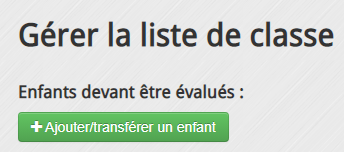 Gérer la liste de classe
Enfants devant être évalués :
+ Ajouter/transférer un enfant